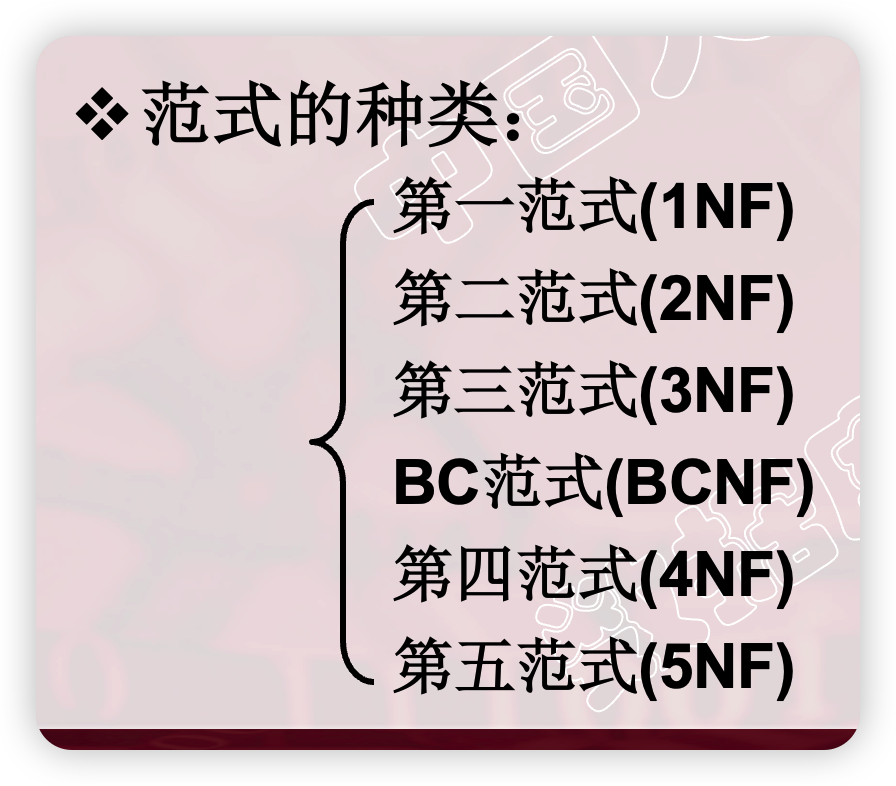 ❖范式的种类：
第一范式(1NF)
第二范式(2NF)
第三范式(3NF)
BC范式(BCNF)
第四范式(4NF)
第五范式(5NF)